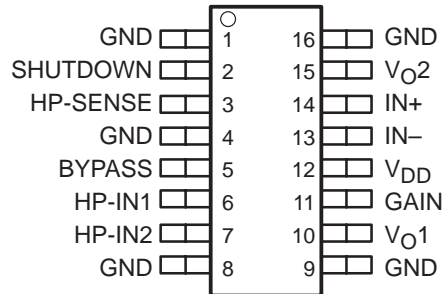 GND 1 16 GND
SHUTDOWN 2 15 VO2
HP-SENSE 3 14 IN+
GND 4 13 IN–
BYPASS 5 12 VDD
HP-IN1 6 11 GAIN
HP-IN2 7 10 VO1
GND 8 9 GND